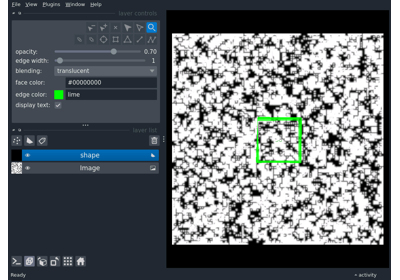 File View Plugins Window Help
layer controls
opacity: 0.70
edge width: 1
blending: translucent
face color: #00000000
edge color: lime
display text:
layer list
shape
Image
Ready activity